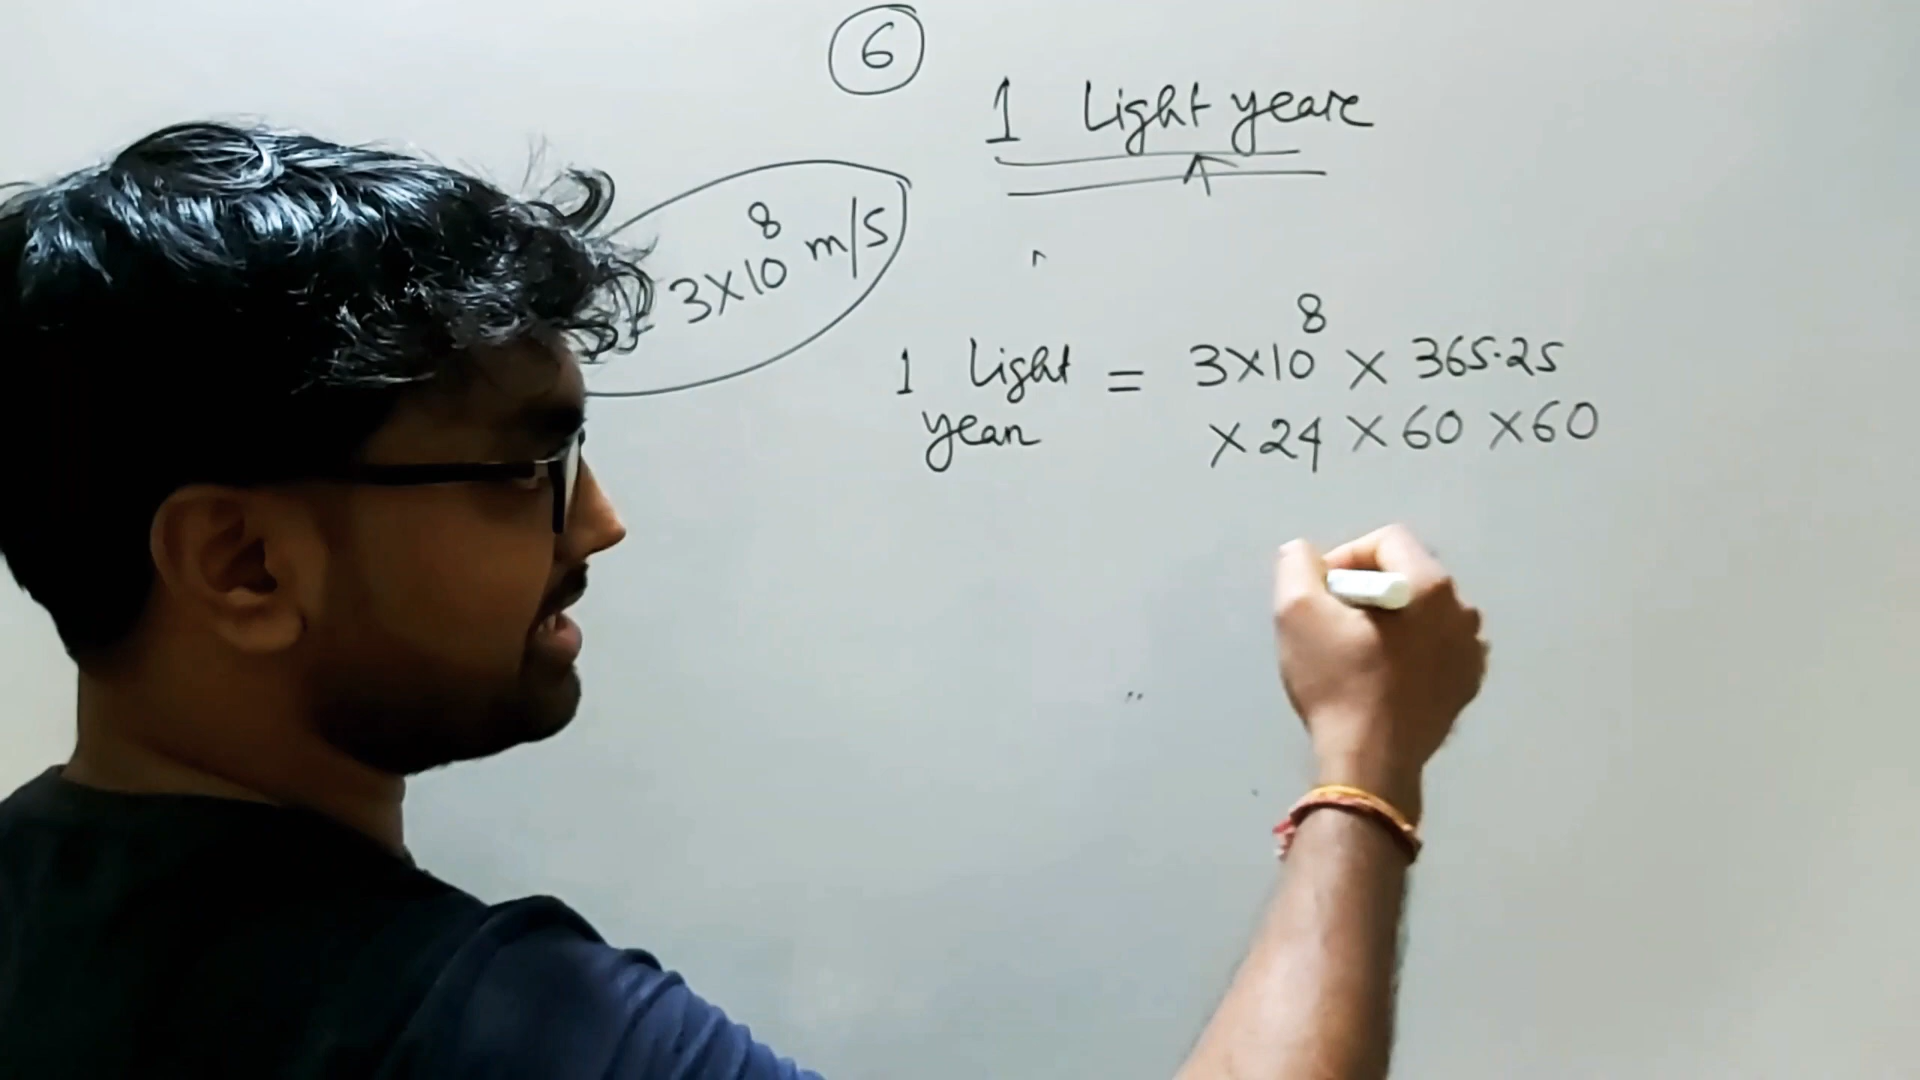 6
1 Light year
= 3×10⁸ m/s
1 Light year = 3×10⁸ × 365.25
× 24 × 60 × 60